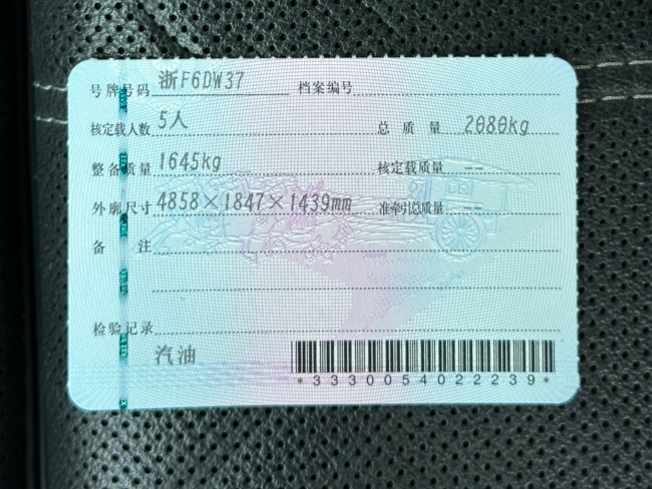 号牌号码 浙F6DW37 档案编号
核定载人数 5人 总质量 2080kg
整备质量 1645kg 核定载质量 --
外廓尺寸 4858×1847×1439mm 准牵引总质量 --
备注
检验记录
汽油
*3330054022239*